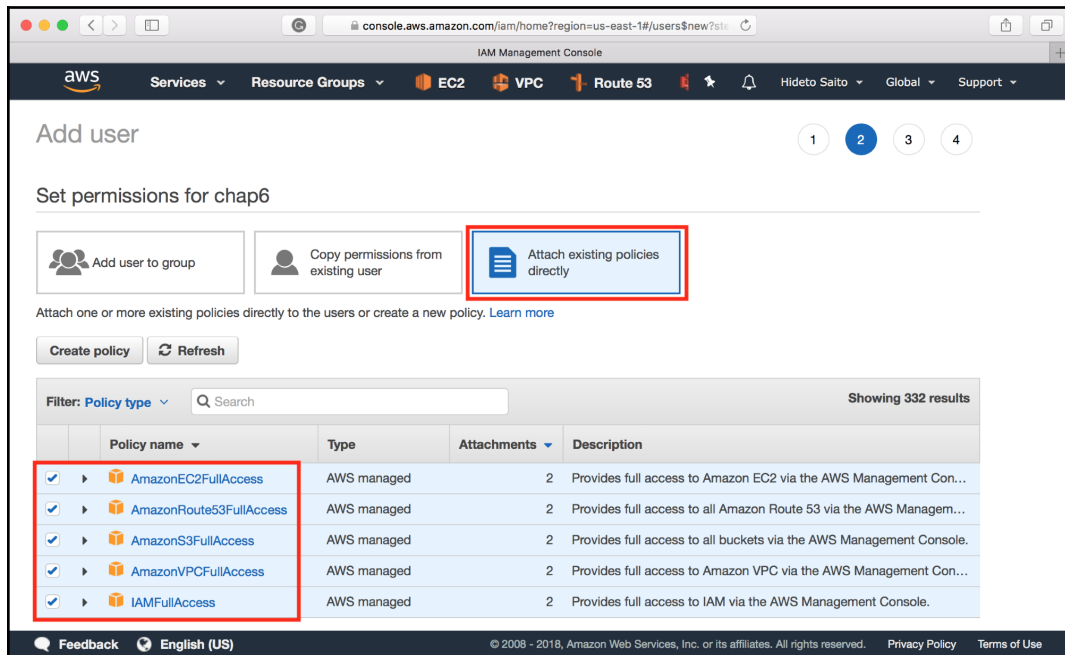 console.aws.amazon.com/iam/home?region=us-east-1#/users$new?ste
IAM Management Console
aws Services Resource Groups EC2 VPC Route 53 Hideto Saito Global Support
Add user 1 2 3 4
Set permissions for chap6
Add user to group
Copy permissions from
existing user
Attach existing policies
directly
Attach one or more existing policies directly to the users or create a new policy. Learn more
Create policy Refresh
Filter: Policy type Search Showing 332 results
Policy name Type Attachments Description
AmazonEC2FullAccess AWS managed 2 Provides full access to Amazon EC2 via the AWS Management Con...
AmazonRoute53FullAccess AWS managed 2 Provides full access to all Amazon Route 53 via the AWS Managem...
AmazonS3FullAccess AWS managed 2 Provides full access to all buckets via the AWS Management Console.
AmazonVPCFullAccess AWS managed 2 Provides full access to Amazon VPC via the AWS Management Con...
IAMFullAccess AWS managed 2 Provides full access to IAM via the AWS Management Console.
Feedback English (US) © 2008 - 2018, Amazon Web Services, Inc. or its affiliates. All rights reserved. Privacy Policy Terms of Use